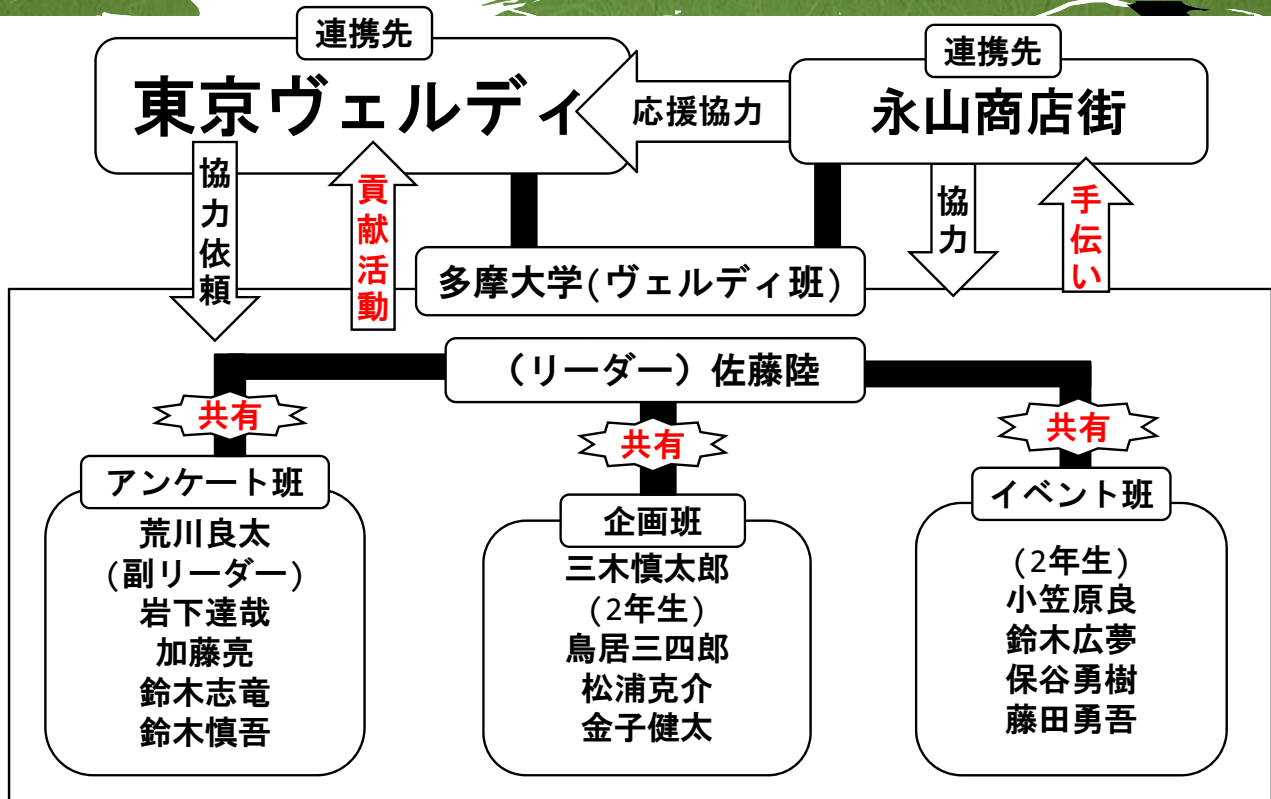 連携先
東京ヴェルディ
連携先
永山商店街
応援協力
協力依頼
貢献活動
協力
手伝い
多摩大学(ヴェルディ班)
（リーダー）佐藤陸
共有
共有
共有
アンケート班
荒川良太
(副リーダー)
岩下達哉
加藤亮
鈴木志竜
鈴木慎吾
企画班
三木慎太郎
(2年生)
鳥居三四郎
松浦克介
金子健太
イベント班
(2年生)
小笠原良
鈴木広夢
保谷勇樹
藤田勇吾